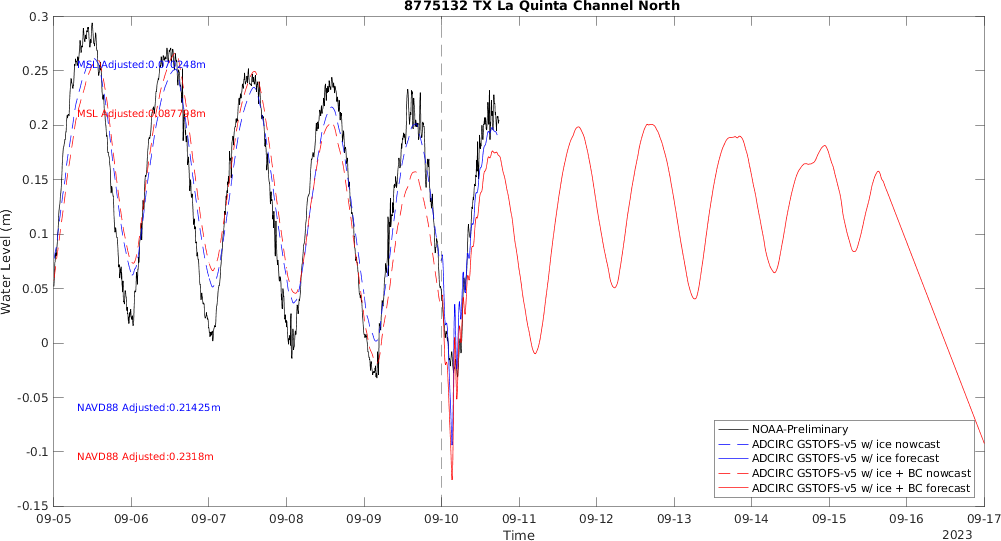 8775132 TX La Quinta Channel North
0.3
0.25
0.2
0.15
0.1
0.05
0
-0.05
-0.1
-0.15
Water Level (m)
MSL Adjusted:0.070248m
MSL Adjusted:0.087798m
NAVD88 Adjusted:0.21425m
NAVD88 Adjusted:0.2318m
NOAA-Preliminary
ADCIRC GSTOFS-v5 w/ ice nowcast
ADCIRC GSTOFS-v5 w/ ice forecast
ADCIRC GSTOFS-v5 w/ ice + BC nowcast
ADCIRC GSTOFS-v5 w/ ice + BC forecast
09-05 09-06 09-07 09-08 09-09 09-10 09-11 09-12 09-13 09-14 09-15 09-16 09-17
Time
2023